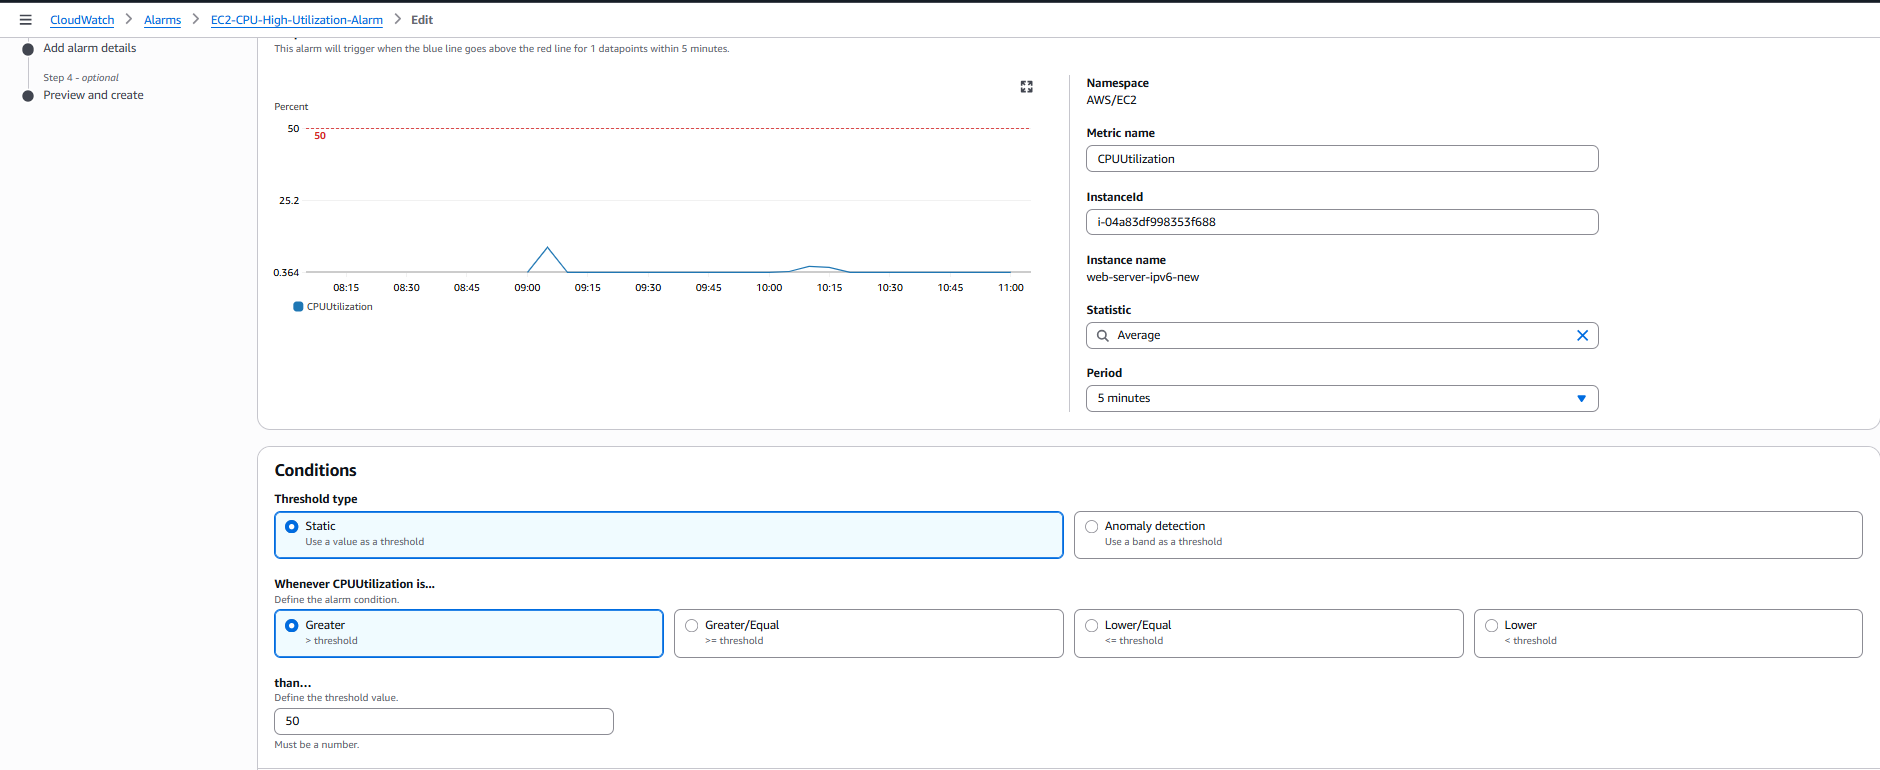 CloudWatch > Alarms > EC2-CPU-High-Utilization-Alarm > Edit
Add alarm details
Step 4 - optional
Preview and create
This alarm will trigger when the blue line goes above the red line for 1 datapoints within 5 minutes.
Percent
50
50
25.2
0.364
08:15 08:30 08:45 09:00 09:15 09:30 09:45 10:00 10:15 10:30 10:45 11:00
CPUUtilization
Namespace
AWS/EC2
Metric name
CPUUtilization
InstanceId
i-04a83df998353f688
Instance name
web-server-ipv6-new
Statistic
Average
Period
5 minutes
Conditions
Threshold type
Static
Use a value as a threshold
Anomaly detection
Use a band as a threshold
Whenever CPUUtilization is...
Define the alarm condition.
Greater
> threshold
Greater/Equal
>= threshold
Lower/Equal
<= threshold
Lower
< threshold
than...
Define the threshold value.
50
Must be a number.